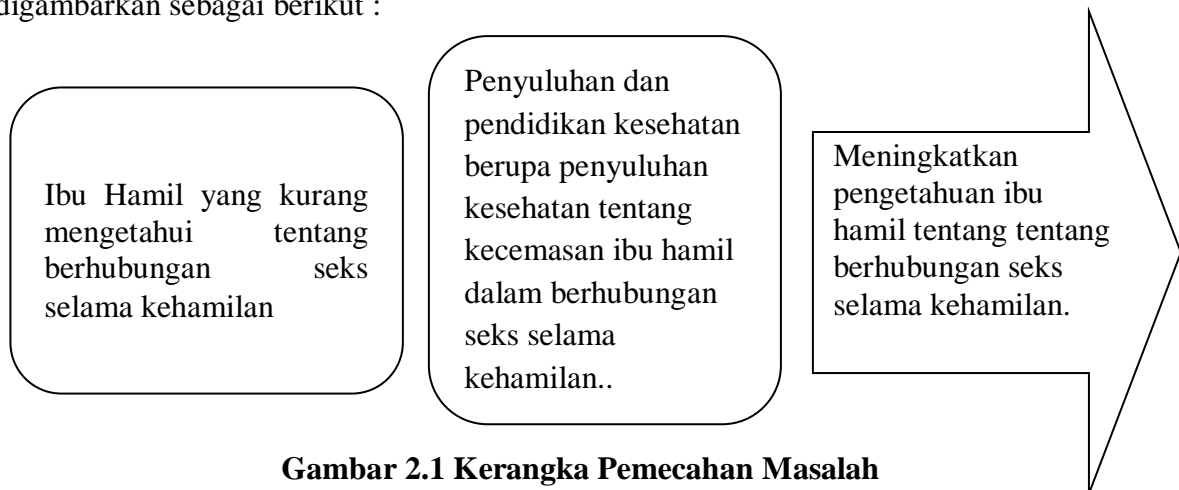 digambarkan sebagai berikut :
Ibu Hamil yang kurang
mengetahui tentang
berhubungan seks
selama kehamilan
Penyuluhan dan
pendidikan kesehatan
berupa penyuluhan
kesehatan tentang
kecemasan ibu hamil
dalam berhubungan
seks selama
kehamilan..
Meningkatkan
pengetahuan ibu
hamil tentang tentang
berhubungan seks
selama kehamilan.
Gambar 2.1 Kerangka Pemecahan Masalah